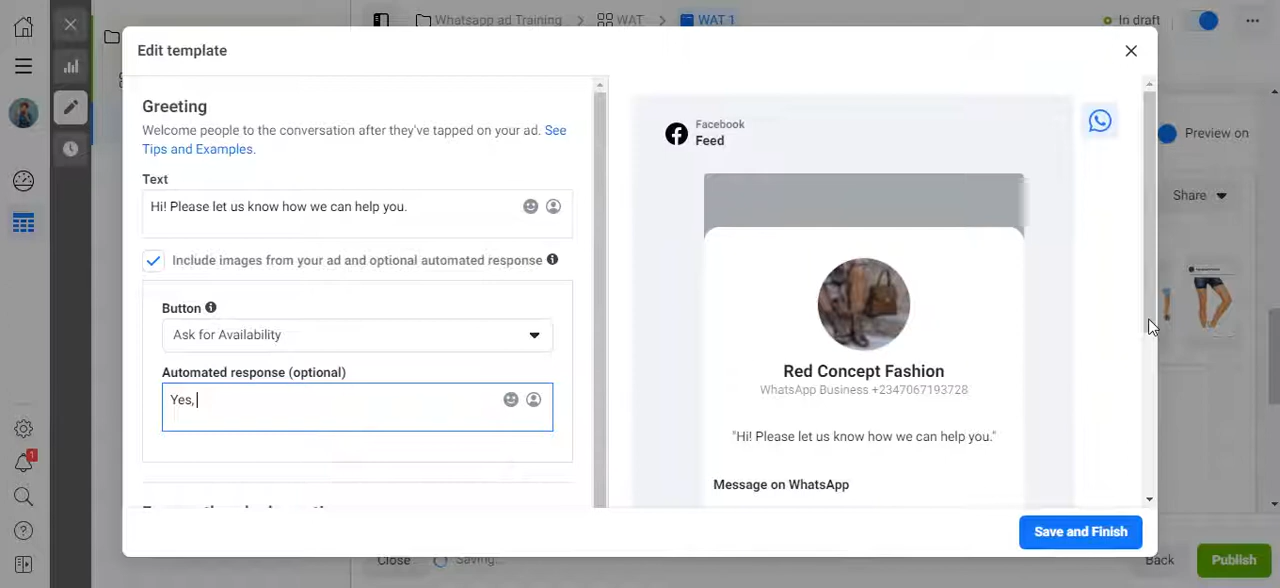 Whatsapp ad Training
WAT
WAT 1
In draft
Edit template
Greeting
Welcome people to the conversation after they've tapped on your ad. See
Tips and Examples.
Text
Hi! Please let us know how we can help you.
Include images from your ad and optional automated response
Button
Ask for Availability
Automated response (optional)
Yes,
Facebook
Feed
Red Concept Fashion
WhatsApp Business +2347067193728
"Hi! Please let us know how we can help you."
Message on WhatsApp
Save and Finish
Preview on
Share
1
Close
Saving...
Back
Publish